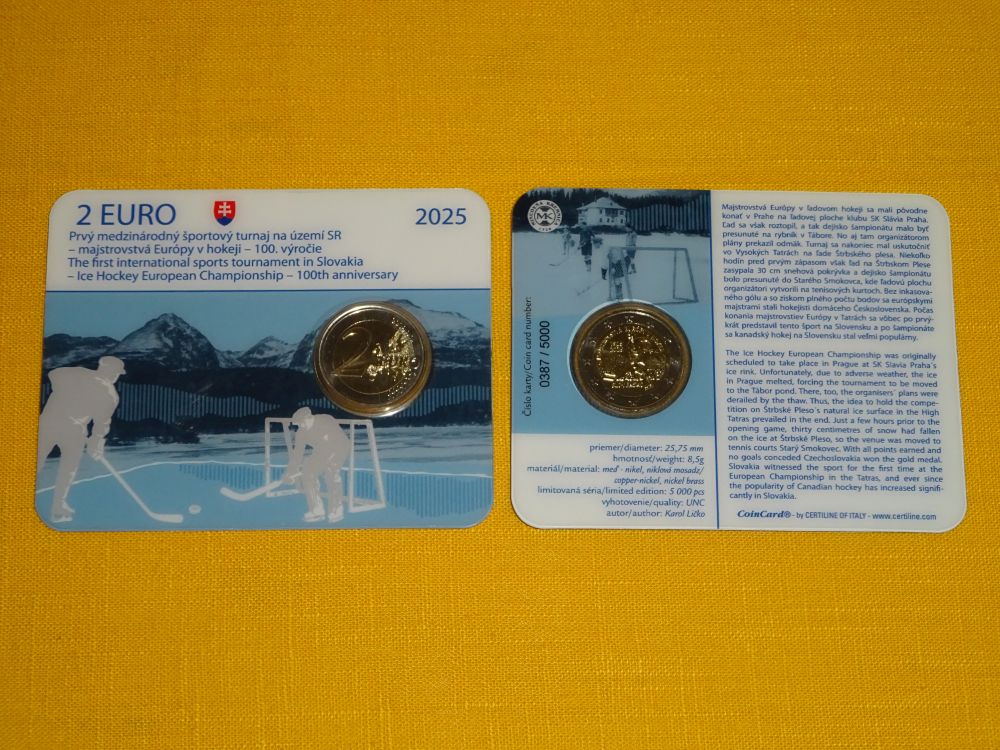 2 EURO
2025
Prvý medzinárodný športový turnaj na území SR
– majstrovstvá Európy v hokeji – 100. výročie
The first international sports tournament in Slovakia
– Ice Hockey European Championship – 100th anniversary
2
MK
Číslo karty/Coin card number:
0387 / 5000
priemer/diameter: 25,75 mm
hmotnosť/weight: 8,5g
materiál/material: meď - nikel, niklová mosadz/
copper-nickel, nickel brass
limitovaná séria/limited edition: 5 000 pcs
vyhotovenie/quality: UNC
autor/author: Karol Ličko
Majstrovstvá Európy v ľadovom hokeji sa mali pôvodne
konať v Prahe na ľadovej ploche klubu SK Slávia Praha.
Ľad sa však roztopil, a tak dejisko šampionátu malo byť
presunuté na rybník v Tábore. No aj tam organizátorom
plány prekazil odmäk. Turnaj sa nakoniec mal uskutočniť
vo Vysokých Tatrách na ľade Štrbského plesa. Niekoľko
hodín pred prvým zápasom však ľad na Štrbskom Plese
zasypala 30 cm snehová pokrývka a dejisko šampionátu
bolo presunuté do Starého Smokovca, kde ľadovú plochu
organizátori vytvorili na tenisových kurtoch. Bez inkasova-
ného gólu a so ziskom plného počtu bodov sa európskymi
majstrami stali hokejisti domáceho Československa. Počas
konania majstrovstiev Európy v Tatrách sa vôbec po prvý-
krát predstavil tento šport na Slovensku a po šampionáte
sa kanadský hokej na Slovensku stal veľmi populárny.
The Ice Hockey European Championship was originally
scheduled to take place in Prague at SK Slavia Praha´s
ice rink. Unfortunately, due to adverse weather, the ice
in Prague melted, forcing the tournament to be moved
to the Tábor pond. There, too, the organisers´ plans were
derailed by the thaw. Thus, the idea to hold the compe-
tition on Štrbské Pleso´s natural ice surface in the High
Tatras prevailed in the end. Just a few hours prior to the
opening game, thirty centimetres of snow had fallen
on the ice at Štrbské Pleso, so the venue was moved to
tennis courts Starý Smokovec. With all points earned and
no goals conceded Czechoslovakia won the gold medal.
Slovakia witnessed the sport for the first time at the
European Championship in the Tatras, and ever since
the popularity of Canadian hockey has increased signifi-
cantly in Slovakia.
CoinCard® - by CERTILINE OF ITALY - www.certiline.com